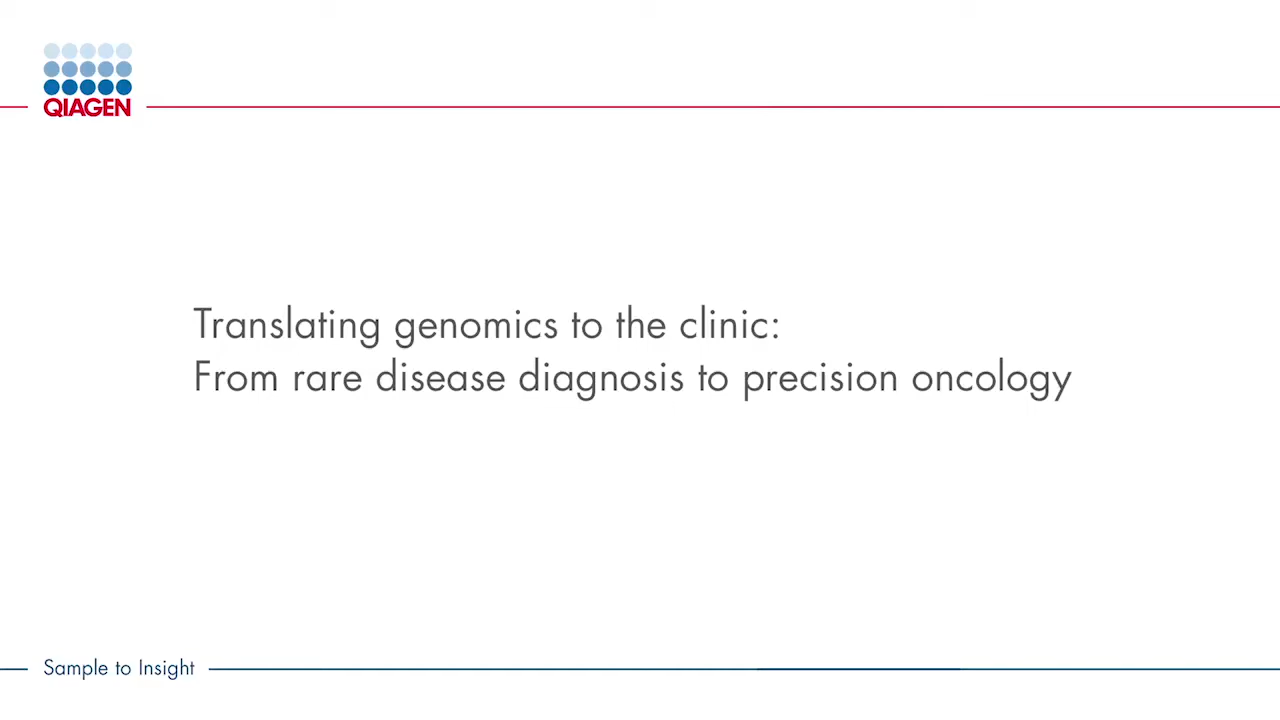 QIAGEN
Translating genomics to the clinic:
From rare disease diagnosis to precision oncology
Sample to Insight